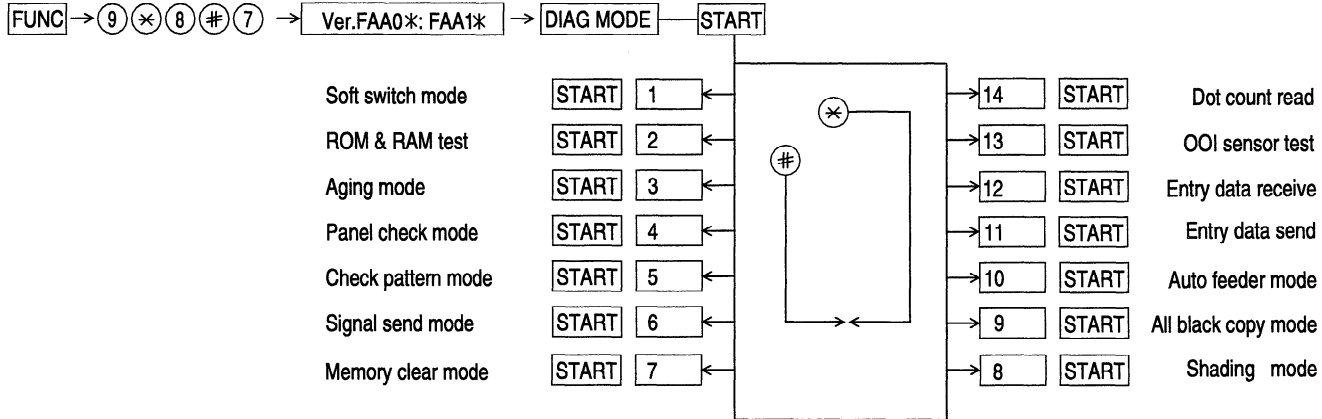 FUNC 9 * 8 # 7 Ver.FAA0*: FAA1* DIAG MODE START
Soft switch mode START 1 14 START Dot count read
*
ROM & RAM test START 2 13 START OOI sensor test
#
Aging mode START 3 12 START Entry data receive
Panel check mode START 4 11 START Entry data send
Check pattern mode START 5 10 START Auto feeder mode
Signal send mode START 6 9 START All black copy mode
Memory clear mode START 7 8 START Shading mode